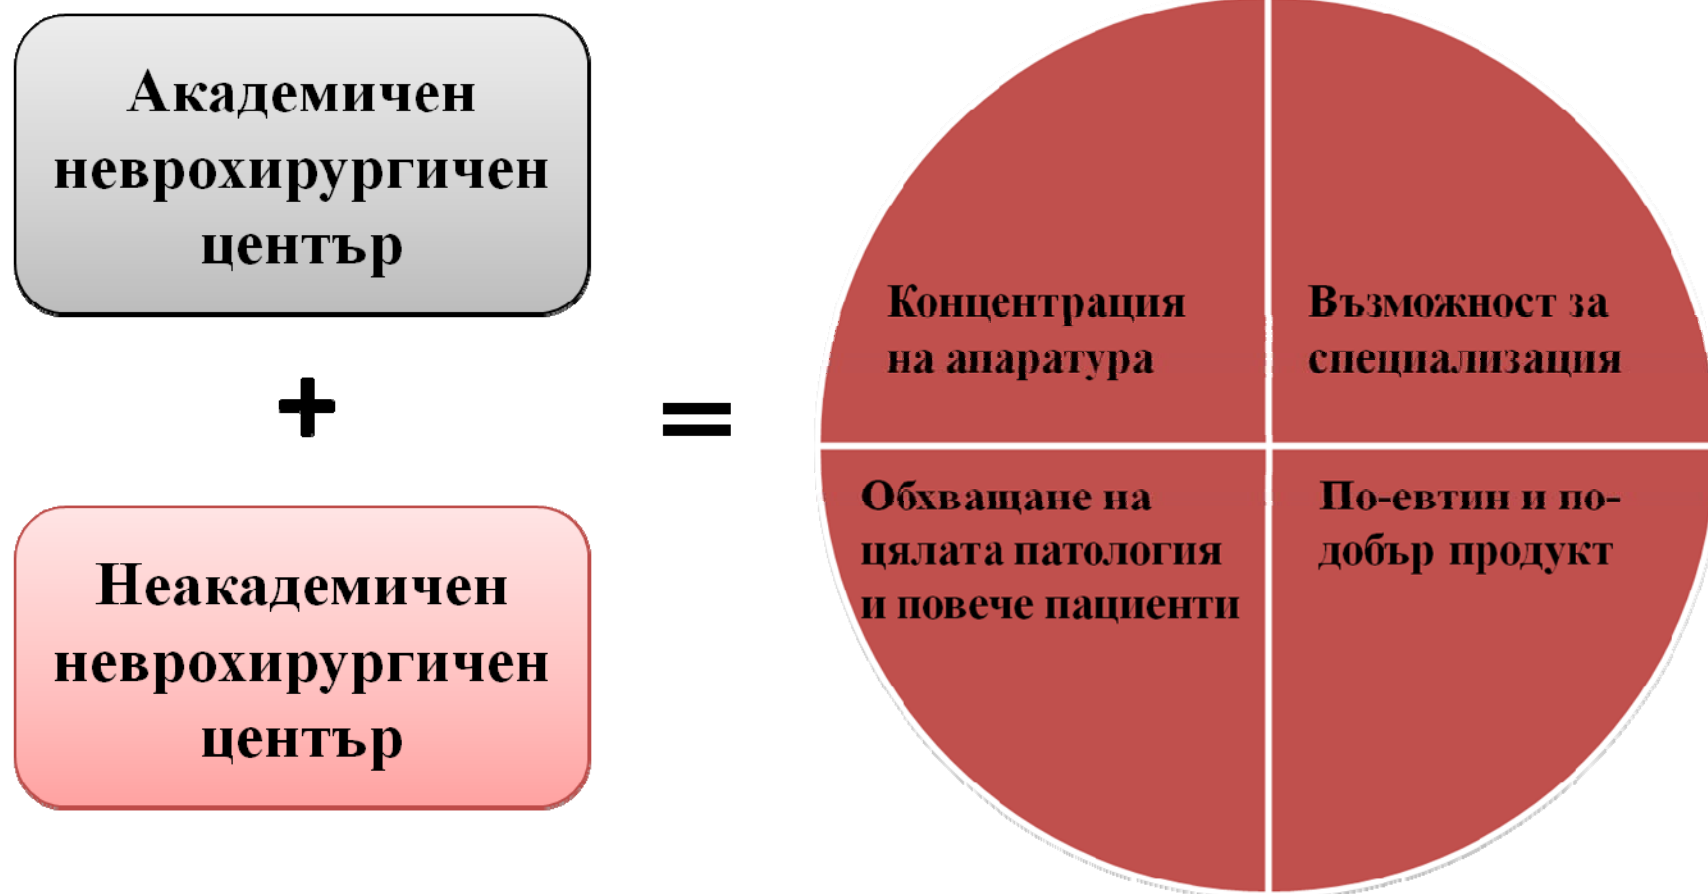 Академичен
неврохирургичен
център
+
Неакадемичен
неврохирургичен
център
=
Концентрация
на апаратура
Възможност за
специализация
Обхващане на
цялата патология
и повече пациенти
По-евтин и по-
добър продукт